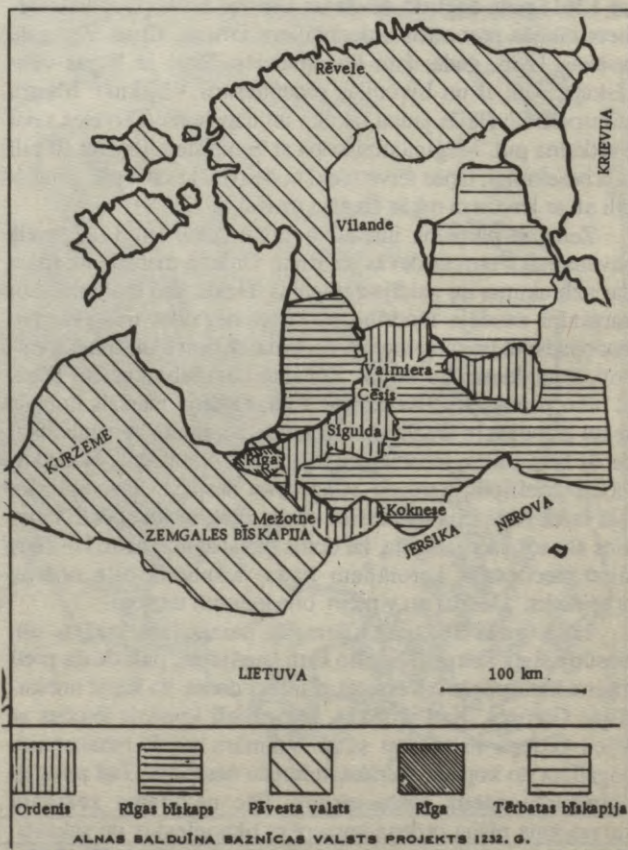 Rēvele
KRIEVIJA
Vīlande
Valmiera
Cēsis
Sigulda
KURZEME
Rīga
Mežotne
Koknese
ZEMGALES BĪSKAPIJA
JERSIKA
NEROVA
LIETUVA
100 km
Ordenis
Rīgas bīskaps
Pāvesta valsts
Rīga
Tērbatas bīskapija
ALNAS BALDUĪNA BAZNĪCAS VALSTS PROJEKTS 1232. G.